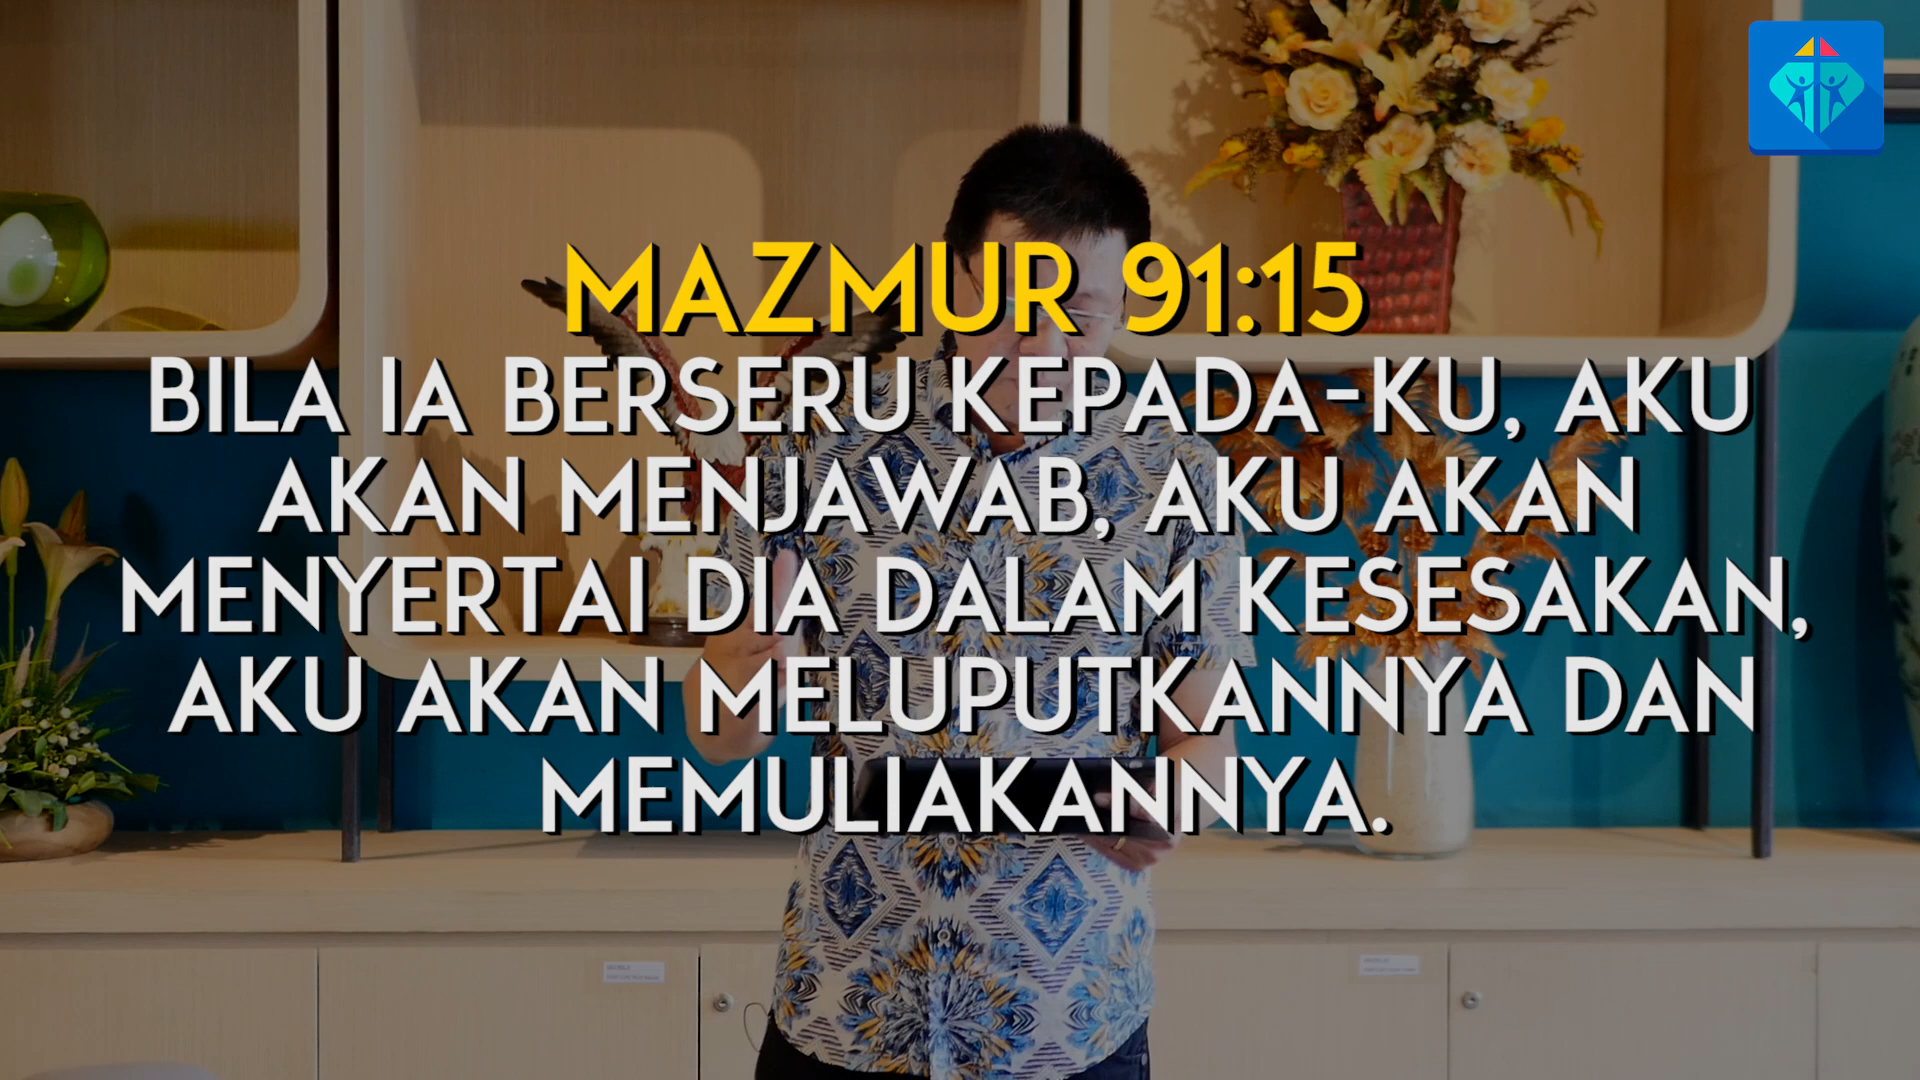 MAZMUR 91:15
BILA IA BERSERU KEPADA-KU, AKU
AKAN MENJAWAB, AKU AKAN
MENYERTAI DIA DALAM KESESAKAN,
AKU AKAN MELUPUTKANNYA DAN
MEMULIAKANNYA.